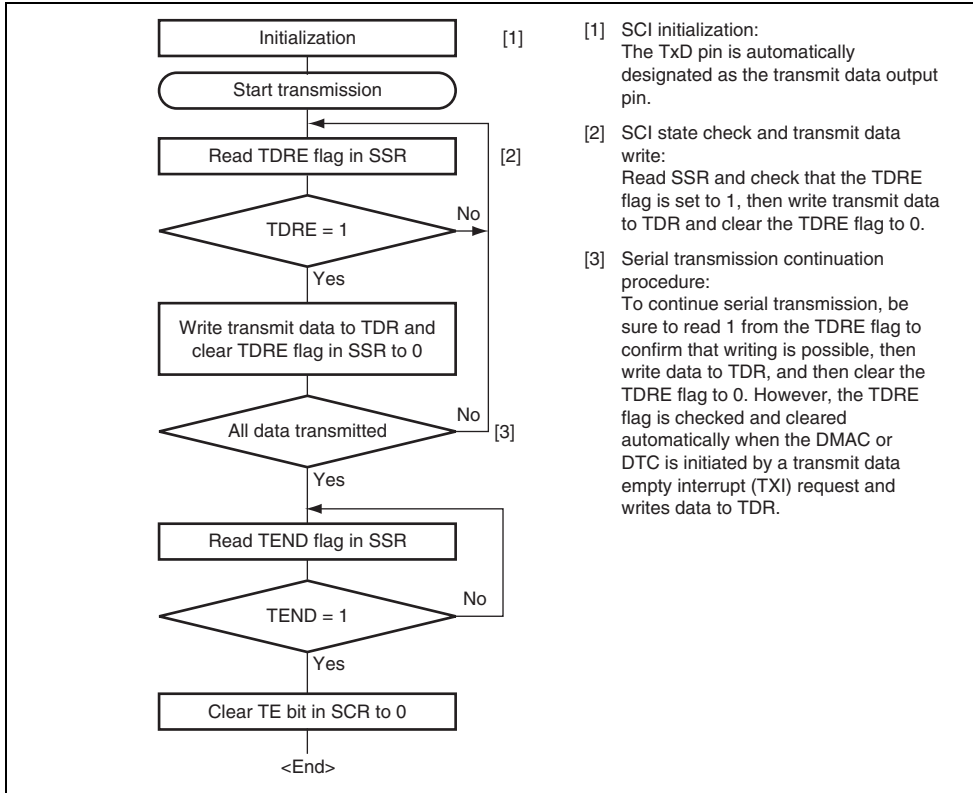 Initialization
[1]
Start transmission
Read TDRE flag in SSR
[2]
TDRE = 1
No
Yes
Write transmit data to TDR and
clear TDRE flag in SSR to 0
All data transmitted
No
[3]
Yes
Read TEND flag in SSR
TEND = 1
No
Yes
Clear TE bit in SCR to 0
<End>
[1] SCI initialization:
The TxD pin is automatically
designated as the transmit data output
pin.
[2] SCI state check and transmit data
write:
Read SSR and check that the TDRE
flag is set to 1, then write transmit data
to TDR and clear the TDRE flag to 0.
[3] Serial transmission continuation
procedure:
To continue serial transmission, be
sure to read 1 from the TDRE flag to
confirm that writing is possible, then
write data to TDR, and then clear the
TDRE flag to 0. However, the TDRE
flag is checked and cleared
automatically when the DMAC or
DTC is initiated by a transmit data
empty interrupt (TXI) request and
writes data to TDR.